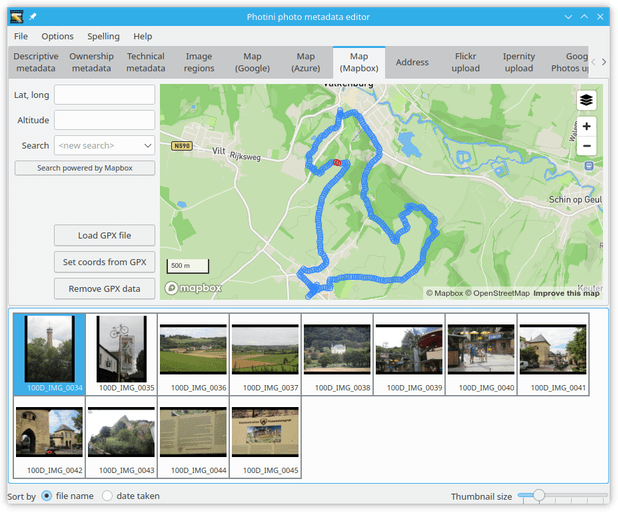 Photini photo metadata editor
File Options Spelling Help
Descriptive metadata
Ownership metadata
Technical metadata
Image regions
Map (Google)
Map (Azure)
Map (Mapbox)
Address
Flickr upload
Ipernity upload
Goog
Photos u
Lat, long
Altitude
Search <new search>
Search powered by Mapbox
Load GPX file
Set coords from GPX
Remove GPX data
Valkenburg
N590
Vilt
Rijksweg
Schin op Geul
Keuter
500 m
mapbox
© Mapbox © OpenStreetMap Improve this map
100D_IMG_0034
100D_IMG_0035
100D_IMG_0036
100D_IMG_0037
100D_IMG_0038
100D_IMG_0039
100D_IMG_0040
100D_IMG_0041
100D_IMG_0042
100D_IMG_0043
100D_IMG_0044
100D_IMG_0045
Sort by file name date taken
Thumbnail size